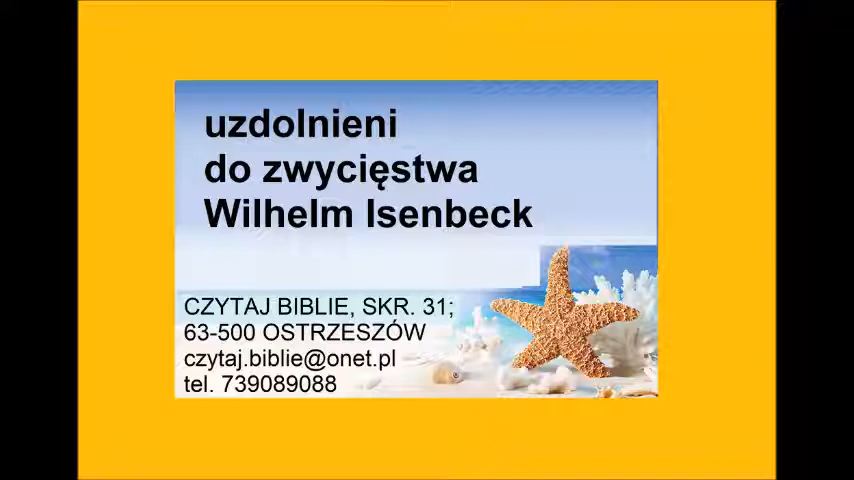 uzdolnieni
do zwycięstwa
Wilhelm Isenbeck
CZYTAJ BIBLIE, SKR. 31;
63-500 OSTRZESZÓW
czytaj.biblie@onet.pl
tel. 739089088